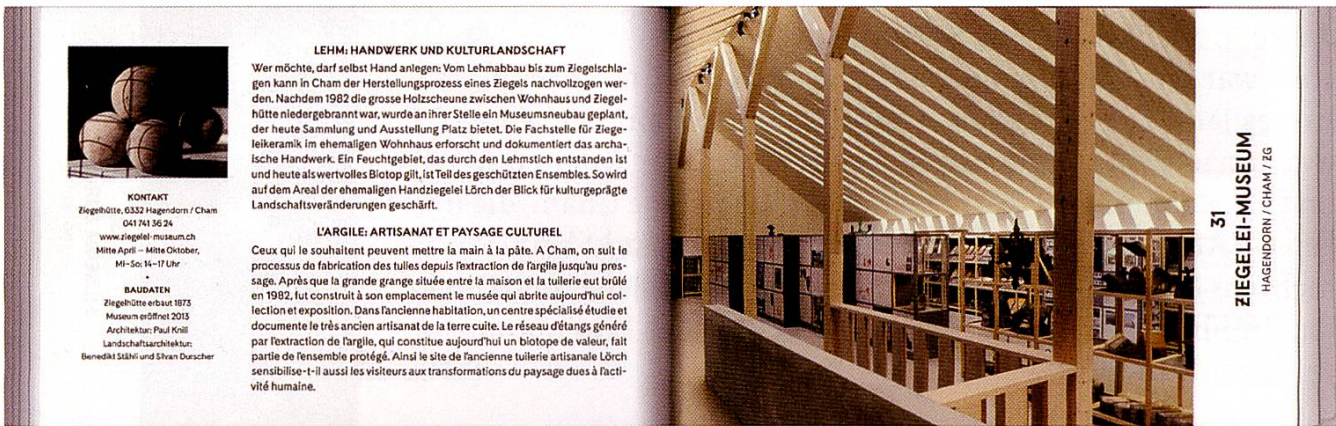 KONTAKT
Ziegelhütte, 6332 Hagendorn / Cham
041 741 36 24
www.ziegelei-museum.ch
Mitte April – Mitte Oktober,
Mi–So: 14–17 Uhr
•
BAUDATEN
Ziegelhütte erbaut 1873
Museum eröffnet 2013
Architektur: Paul Knill
Landschaftsarchitektur:
Benedikt Stähli und Silvan Durscher
LEHM: HANDWERK UND KULTURLANDSCHAFT
Wer möchte, darf selbst Hand anlegen: Vom Lehmabbau bis zum Ziegelschla-
gen kann in Cham der Herstellungsprozess eines Ziegels nachvollzogen wer-
den. Nachdem 1982 die grosse Holzscheune zwischen Wohnhaus und Ziegel-
hütte niedergebrannt war, wurde an ihrer Stelle ein Museumsneubau geplant,
der heute Sammlung und Ausstellung Platz bietet. Die Fachstelle für Ziege-
leikeramik im ehemaligen Wohnhaus erforscht und dokumentiert das archa-
ische Handwerk. Ein Feuchtgebiet, das durch den Lehmstich entstanden ist
und heute als wertvolles Biotop gilt, ist Teil des geschützten Ensembles. So wird
auf dem Areal der ehemaligen Handziegelei Lörch der Blick für kulturgeprägte
Landschaftsveränderungen geschärft.
L'ARGILE: ARTISANAT ET PAYSAGE CULTUREL
Ceux qui le souhaitent peuvent mettre la main à la pâte. A Cham, on suit le
processus de fabrication des tuiles depuis l'extraction de l'argile jusqu'au pres-
sage. Après que la grande grange située entre la maison et la tuilerie eut brûlé
en 1982, fut construit à son emplacement le musée qui abrite aujourd'hui col-
lection et exposition. Dans l'ancienne habitation, un centre spécialisé étudie et
documente le très ancien artisanat de la terre cuite. Le réseau d'étangs généré
par l'extraction de l'argile, qui constitue aujourd'hui un biotope de valeur, fait
partie de l'ensemble protégé. Ainsi le site de l'ancienne tuilerie artisanale Lörch
sensibilise-t-il aussi les visiteurs aux transformations du paysage dues à l'acti-
vité humaine.
31
ZIEGELEI-MUSEUM
HAGENDORN / CHAM / ZG